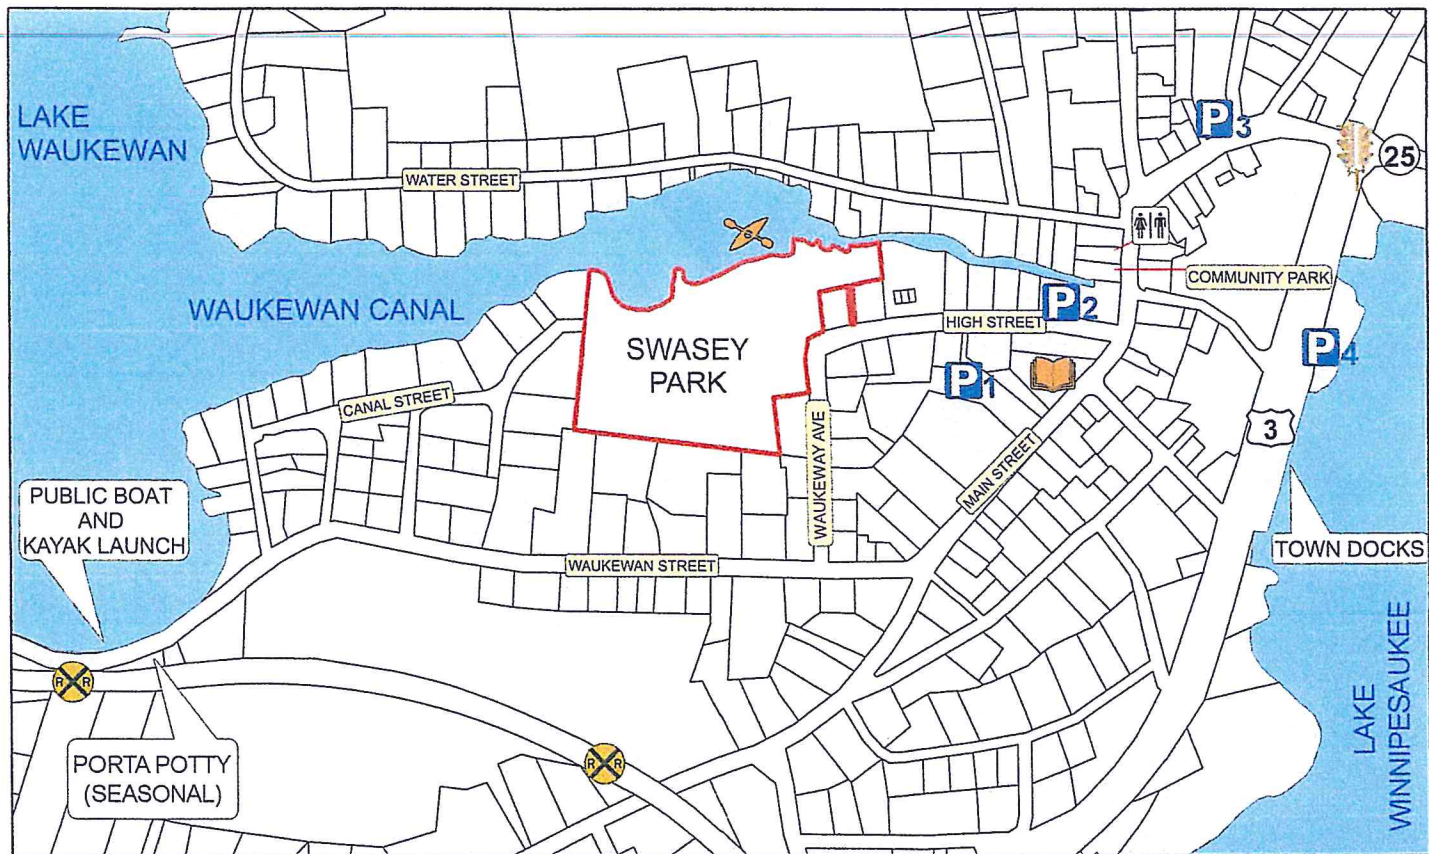 LAKE
WAUKEWAN
P3
25
WATER STREET
COMMUNITY PARK
WAUKEWAN CANAL
P2
HIGH STREET
SWASEY
PARK
P4
P1
CANAL STREET
3
WAUKEWAY AVE
MAIN STREET
PUBLIC BOAT
AND
KAYAK LAUNCH
TOWN DOCKS
WAUKEWAN STREET
LAKE
WINNIPESAUKEE
R R
PORTA POTTY
(SEASONAL)
R R